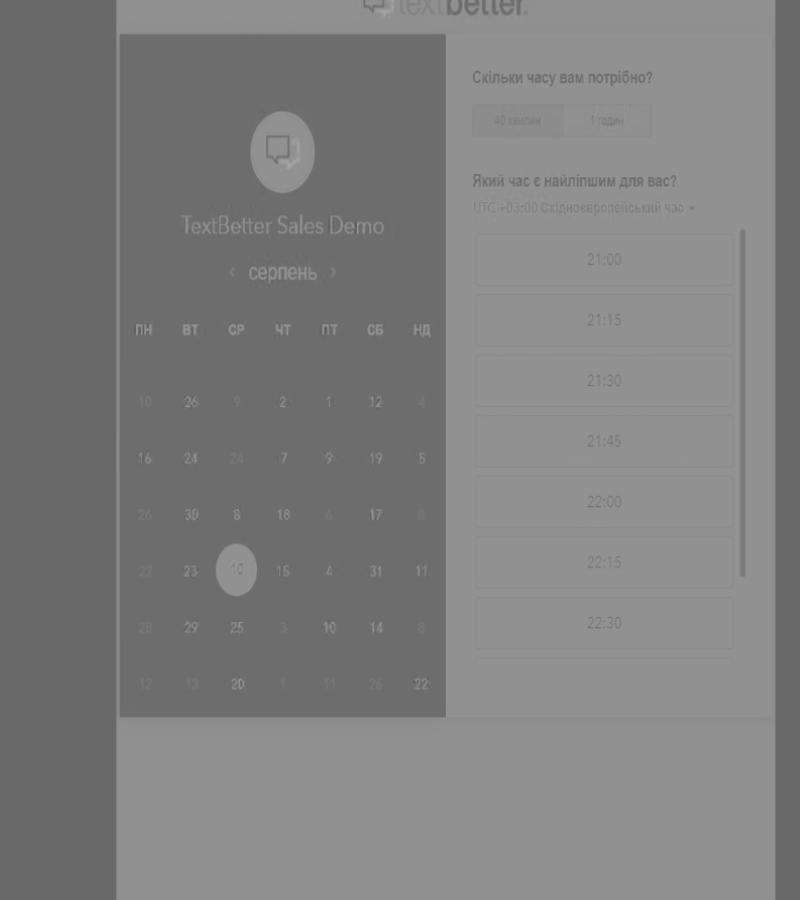 textbetter.
TextBetter Sales Demo
‹ серпень ›
ПН ВТ СР ЧТ ПТ СБ НД
10 26 9 2 1 12 4
16 24 24 7 9 19 5
26 30 8 18 6 17 8
22 23 10 15 4 31 11
28 29 25 3 10 14 8
12 13 20 1 11 26 22
Скільки часу вам потрібно?
40 хвилин 1 годин
Який час є найліпшим для вас?
UTC +03:00 Східноєвропейський час
21:00
21:15
21:30
21:45
22:00
22:15
22:30